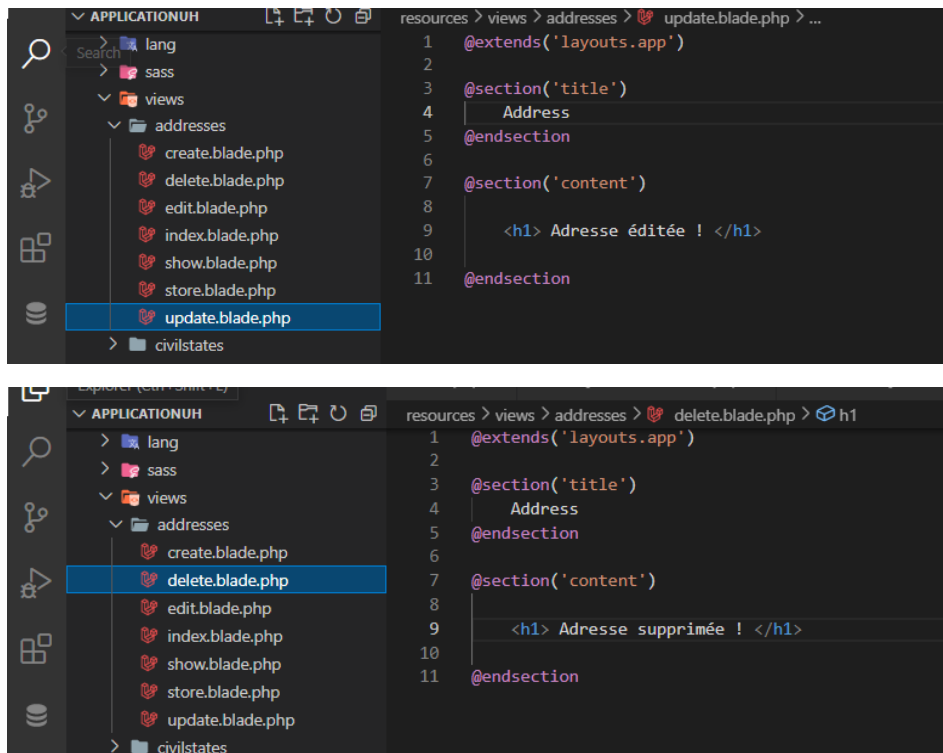 APPLICATIONUH
Search
lang
sass
views
addresses
create.blade.php
delete.blade.php
edit.blade.php
index.blade.php
show.blade.php
store.blade.php
update.blade.php
civilstates
resources > views > addresses > update.blade.php > ...
1 @extends('layouts.app')
2
3 @section('title')
4 Address
5 @endsection
6
7 @section('content')
8
9 <h1> Adresse éditée ! </h1>
10
11 @endsection
APPLICATIONUH
lang
sass
views
addresses
create.blade.php
delete.blade.php
edit.blade.php
index.blade.php
show.blade.php
store.blade.php
update.blade.php
civilstates
resources > views > addresses > delete.blade.php > h1
1 @extends('layouts.app')
2
3 @section('title')
4 Address
5 @endsection
6
7 @section('content')
8
9 <h1> Adresse supprimée ! </h1>
10
11 @endsection